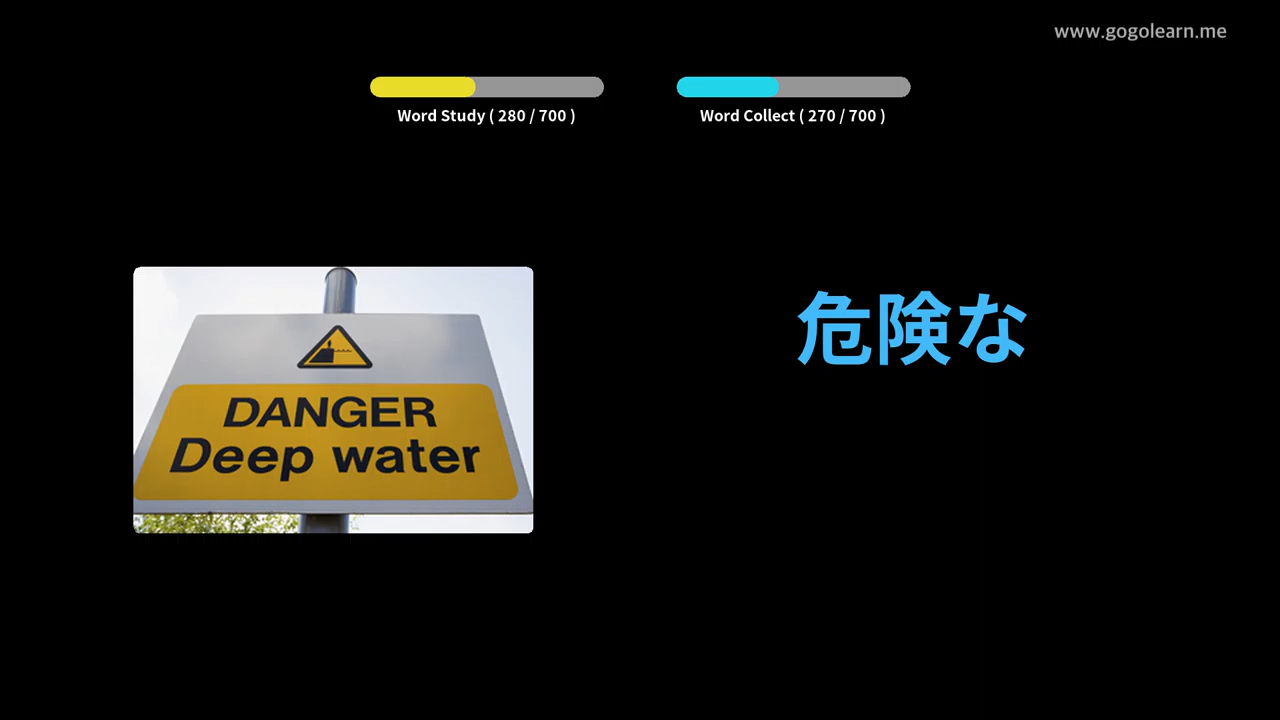 www.gogolearn.me
Word Study ( 280 / 700 )
Word Collect ( 270 / 700 )
DANGER
Deep water
危険な